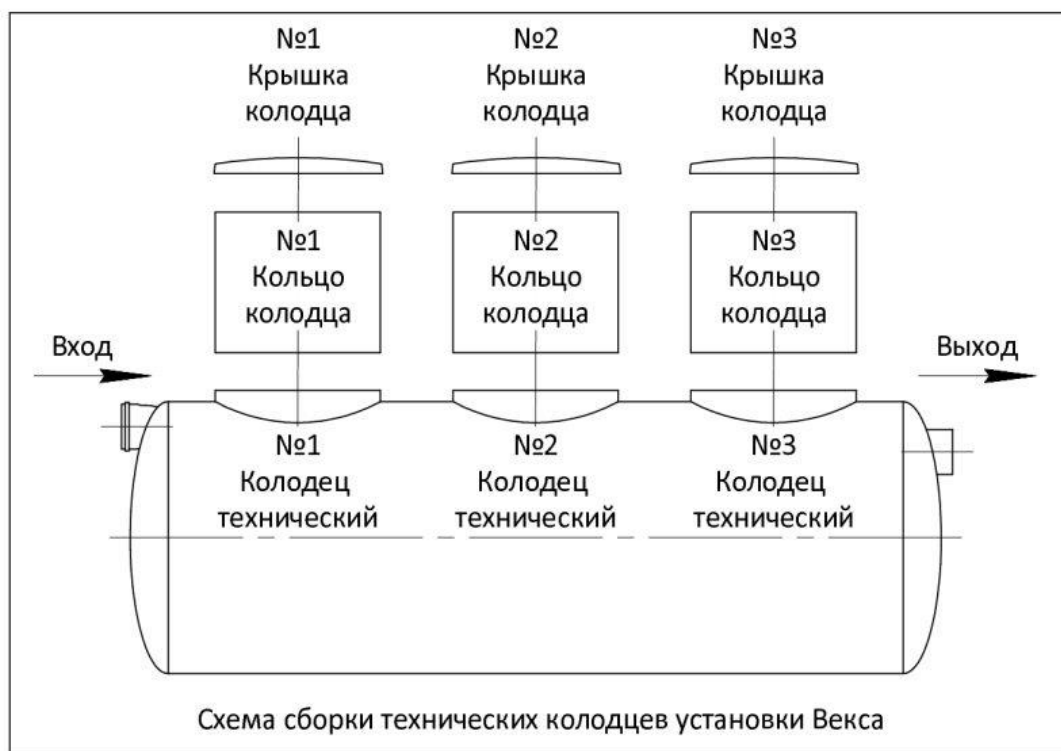 №1
Крышка
колодца
№2
Крышка
колодца
№3
Крышка
колодца
№1
Кольцо
колодца
№2
Кольцо
колодца
№3
Кольцо
колодца
Вход
Выход
№1
Колодец
технический
№2
Колодец
технический
№3
Колодец
технический
Схема сборки технических колодцев установки Векса